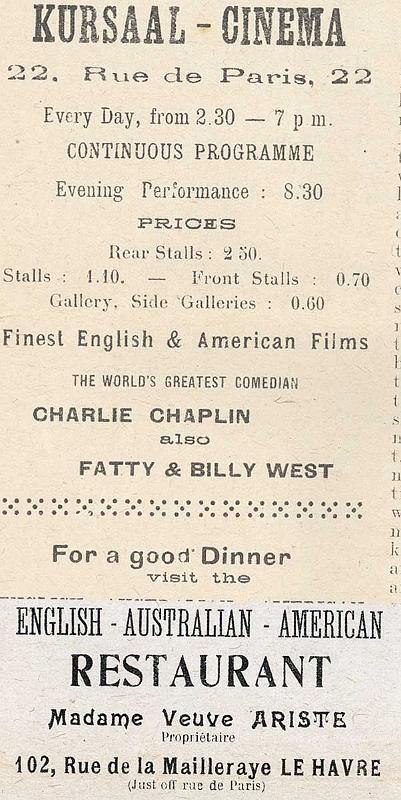 KURSAAL - CINEMA
22, Rue de Paris, 22
Every Day, from 2.30 — 7 p m.
CONTINUOUS PROGRAMME
Evening Performance : 8.30
PRICES
Rear Stalls : 2 50.
Stalls : 1.10. — Front Stalls : 0.70
Gallery, Side Galleries : 0.60
Finest English & American Films
THE WORLD'S GREATEST COMEDIAN
CHARLIE CHAPLIN
also
FATTY & BILLY WEST
For a good Dinner
visit the
ENGLISH - AUSTRALIAN - AMERICAN
RESTAURANT
Madame Veuve ARISTE
Propriétaire
102, Rue de la Mailleraye LE HAVRE
(Just off rue de Paris)